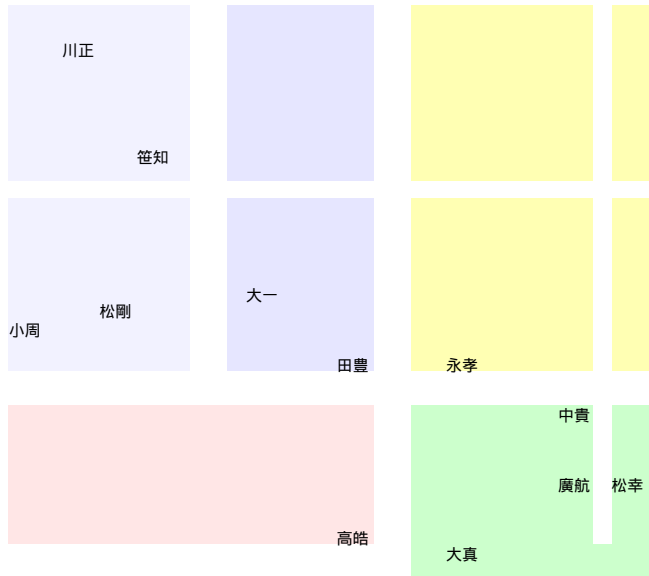 川正
笹知
大一
松剛
小周
田豊
永孝
中貴
廣航
松幸
高皓
大真